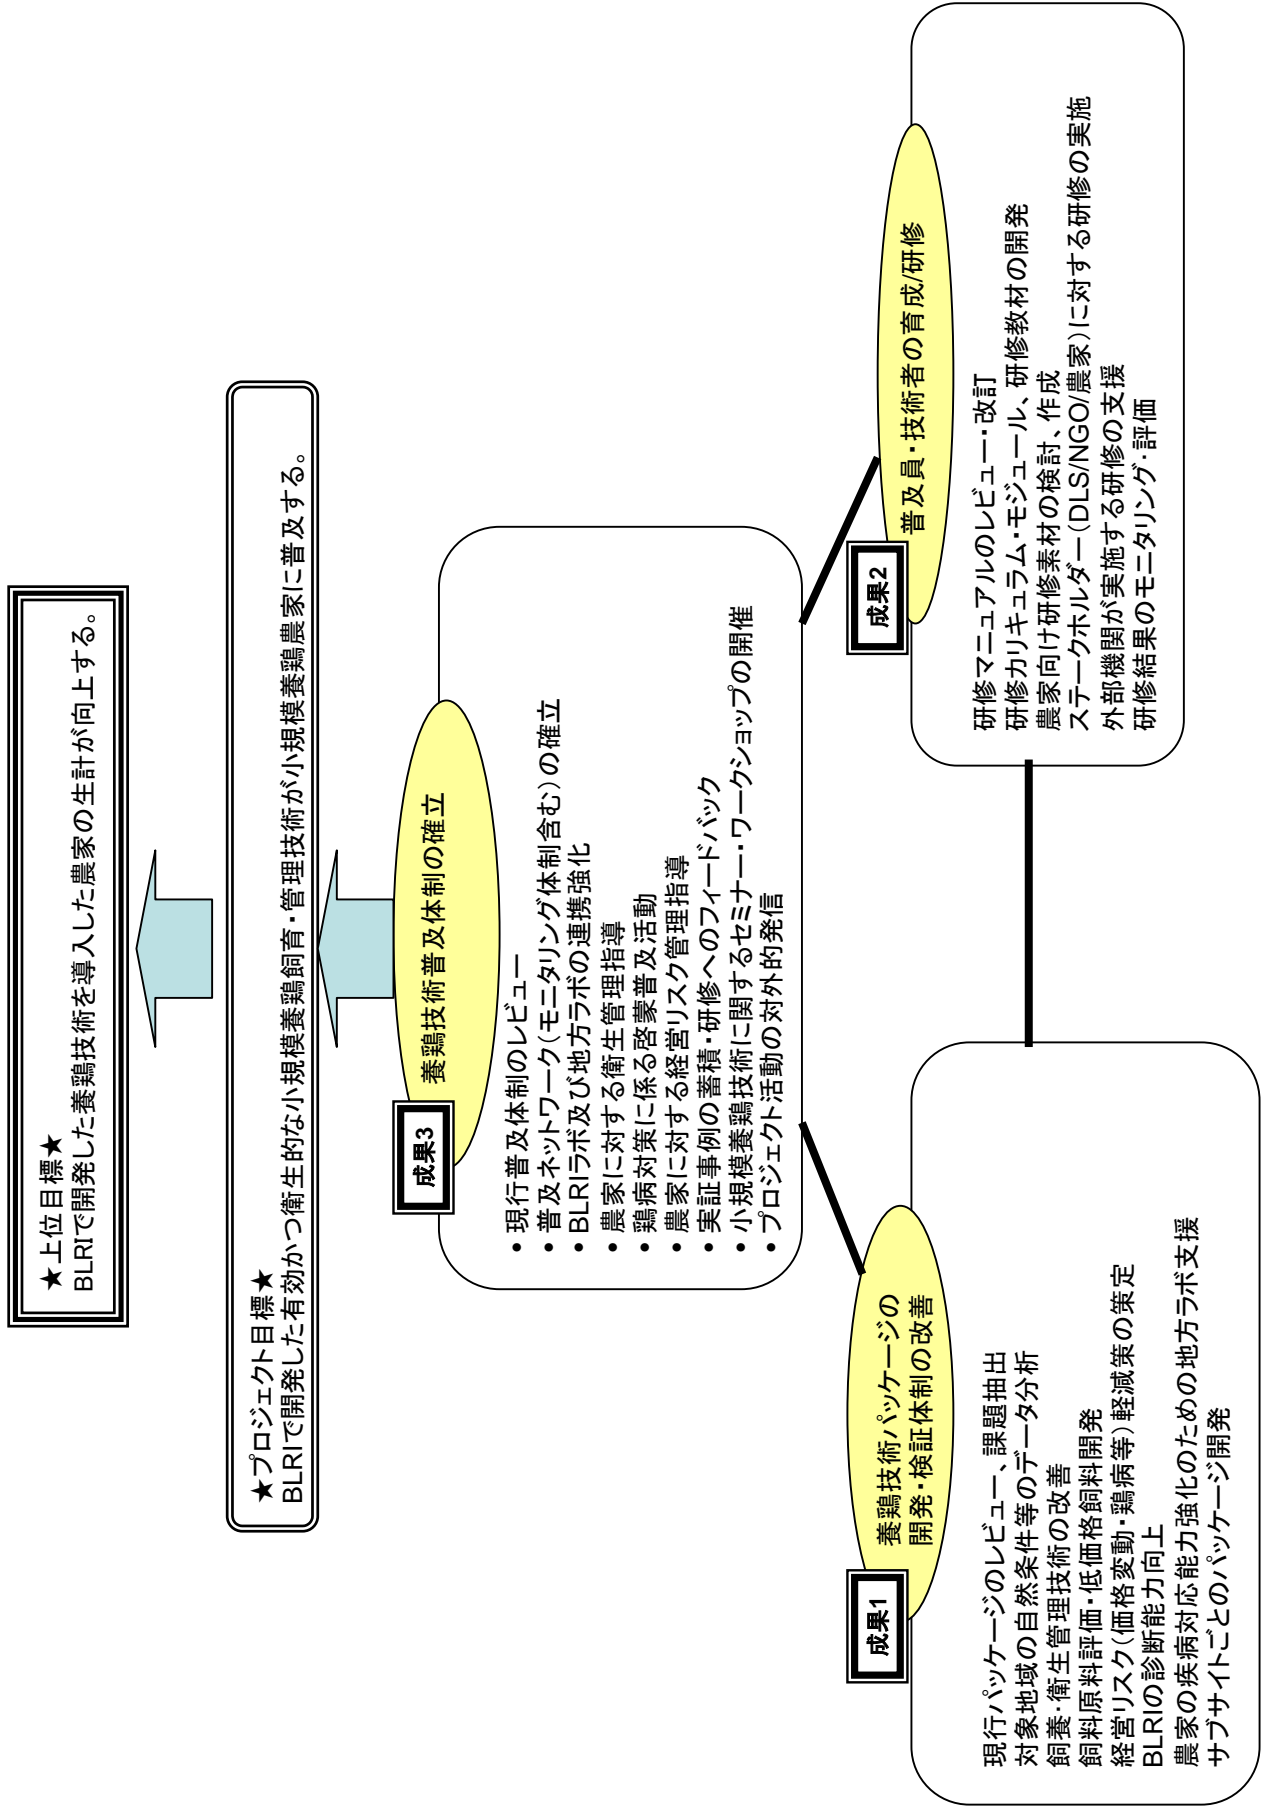 ★上位目標★
BLRIで開発した養鶏技術を導入した農家の生計が向上する。
★プロジェクト目標★
BLRIで開発した有効かつ衛生的な小規模養鶏飼育・管理技術が小規模養鶏農家に普及する。
成果3
養鶏技術普及体制の確立
・現行普及体制のレビュー
・普及ネットワーク(モニタリング体制含む)の確立
・BLRIラボ及び地方ラボの連携強化
・農家に対する衛生管理指導
・鶏病対策に係る啓蒙普及活動
・農家に対する経営リスク管理指導
・実証事例の蓄積・研修へのフィードバック
・小規模養鶏技術に関するセミナー・ワークショップの開催
・プロジェクト活動の対外的発信
成果1
養鶏技術パッケージの
開発・検証体制の改善
現行パッケージのレビュー、課題抽出
対象地域の自然条件等のデータ分析
飼養・衛生管理技術の改善
飼料原料評価・低価格飼料開発
経営リスク(価格変動・鶏病等)軽減策の策定
BLRIの診断能力向上
農家の疾病対応能力強化のための地方ラボ支援
サブサイトごとのパッケージ開発
成果2
普及員・技術者の育成/研修
研修マニュアルのレビュー・改訂
研修カリキュラム・モジュール、研修教材の開発
農家向け研修素材の検討、作成
ステークホルダー(DLS/NGO/農家)に対する研修の実施
外部機関が実施する研修の支援
研修結果のモニタリング・評価